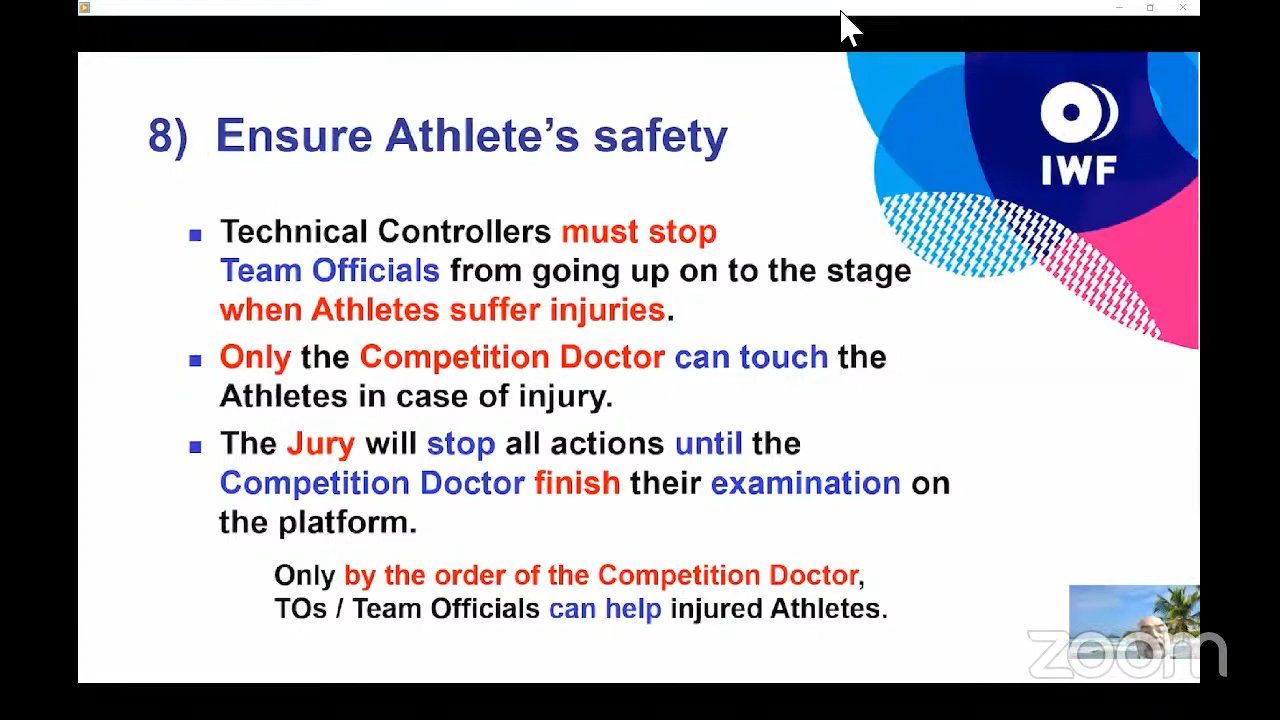 IWF
8) Ensure Athlete’s safety
Technical Controllers must stop
Team Officials from going up on to the stage
when Athletes suffer injuries.
Only the Competition Doctor can touch the
Athletes in case of injury.
The Jury will stop all actions until the
Competition Doctor finish their examination on
the platform.
Only by the order of the Competition Doctor,
TOs / Team Officials can help injured Athletes.
zoom